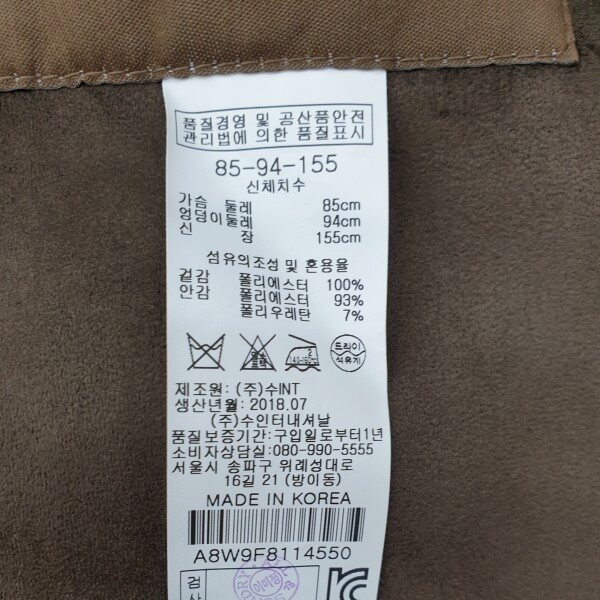 품질경영 및 공산품안전
관리법에 의한 품질표시
85-94-155
신체치수
가슴 둘레 85cm
엉덩이둘레 94cm
신 장 155cm
섬유의조성 및 혼용율
겉감 폴리에스터 100%
안감 폴리에스터 93%
폴리우레탄 7%
드라이
석유계
제조원: (주)수INT
생산년월: 2018.07
(주)수인터내셔날
품질보증기간:구입일로부터1년
소비자상담실:080-990-5555
서울시 송파구 위례성대로
16길 21 (방이동)
MADE IN KOREA
A8W9F8114550
검